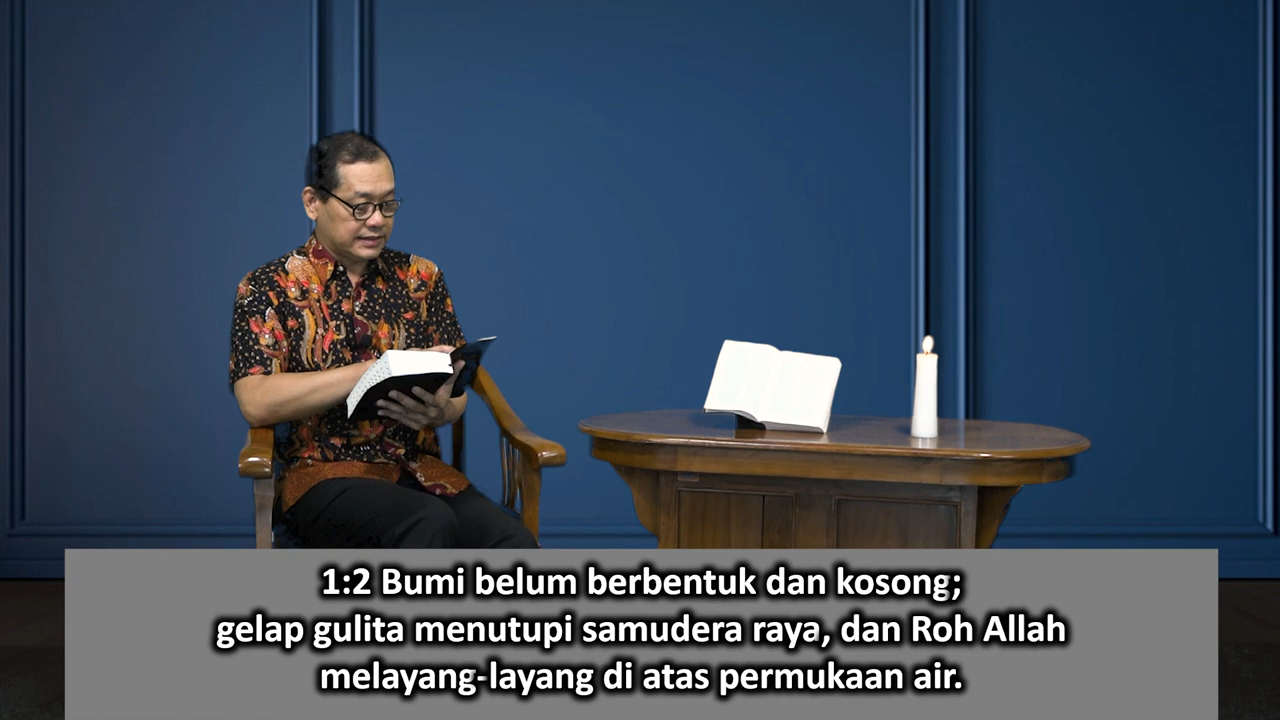 1:2 Bumi belum berbentuk dan kosong;
gelap gulita menutupi samudera raya, dan Roh Allah
melayang-layang di atas permukaan air.